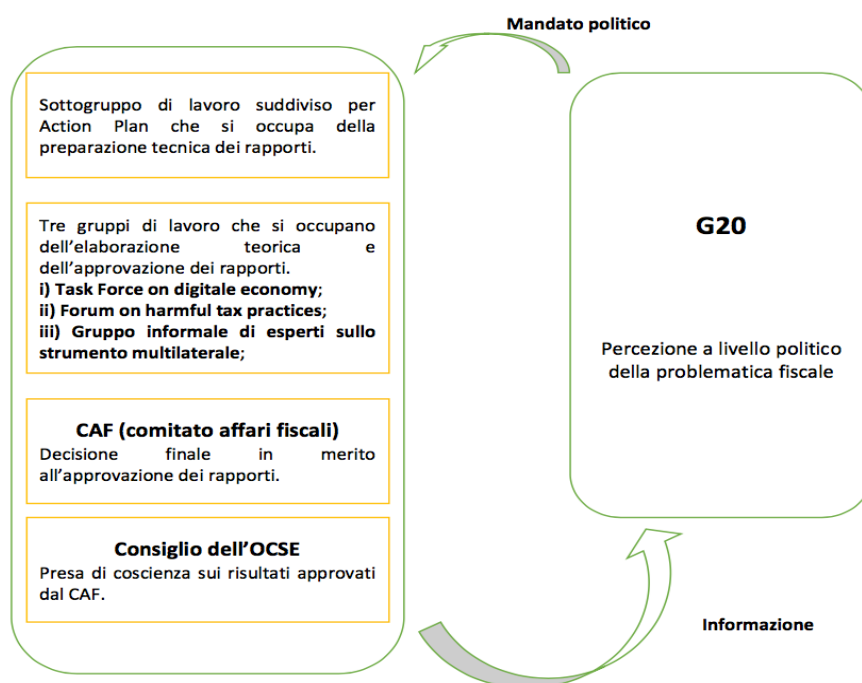 Mandato politico
Sottogruppo di lavoro suddiviso per
Action Plan che si occupa della
preparazione tecnica dei rapporti.
Tre gruppi di lavoro che si occupano
dell'elaborazione teorica e
dell'approvazione dei rapporti.
i) Task Force on digitale economy;
ii) Forum on harmful tax practices;
iii) Gruppo informale di esperti sullo
strumento multilaterale;
CAF (comitato affari fiscali)
Decisione finale in merito
all'approvazione dei rapporti.
Consiglio dell'OCSE
Presa di coscienza sui risultati approvati
dal CAF.
G20
Percezione a livello politico
della problematica fiscale
Informazione